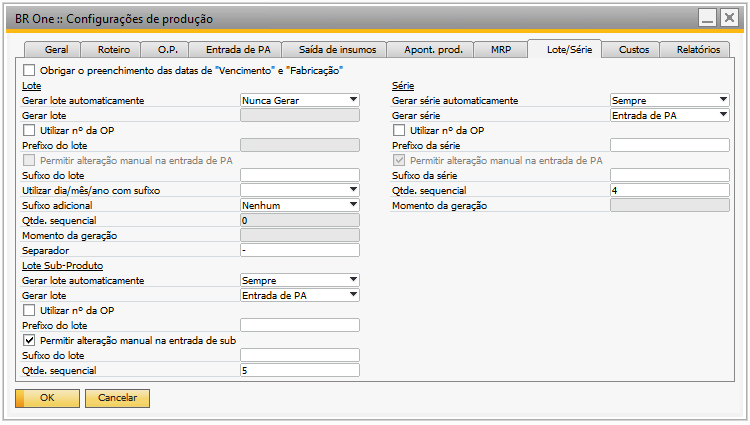 BR One :: Configurações de produção
Geral Roteiro O.P. Entrada de PA Saída de insumos Apont. prod. MRP Lote/Série Custos Relatórios
Obrigar o preenchimento das datas de "Vencimento" e "Fabricação"
Lote
Gerar lote automaticamente Nunca Gerar
Gerar lote
Utilizar nº da OP
Prefixo do lote
Permitir alteração manual na entrada de PA
Sufixo do lote
Utilizar dia/mês/ano com sufixo
Sufixo adicional Nenhum
Qtde. sequencial 0
Momento da geração
Separador -
Lote Sub-Produto
Gerar lote automaticamente Sempre
Gerar lote Entrada de PA
Utilizar nº da OP
Prefixo do lote
Permitir alteração manual na entrada de sub
Sufixo do lote
Qtde. sequencial 5
Série
Gerar série automaticamente Sempre
Gerar série Entrada de PA
Utilizar nº da OP
Prefixo da série
Permitir alteração manual na entrada de PA
Sufixo da série
Qtde. sequencial 4
Momento da geração
OK Cancelar